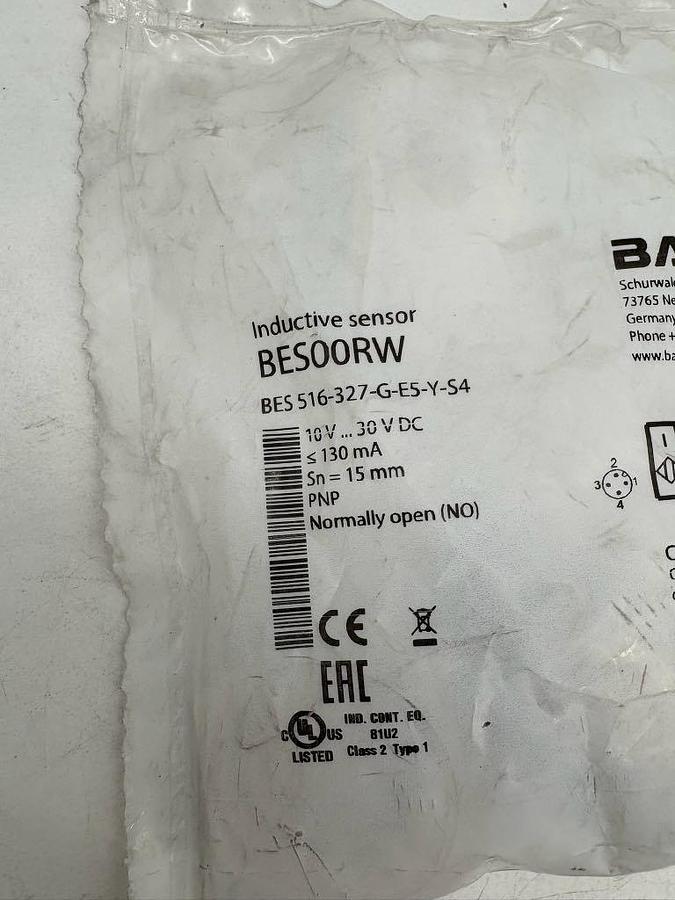 Inductive sensor
BES00RW
BES 516-327-G-E5-Y-S4
10 V ... 30 V DC
≤ 130 mA
Sn = 15 mm
PNP
Normally open (NO)
CE
EAC
C UL US
LISTED
IND. CONT. EQ.
81U2
Class 2 Type 1
BA
Schurwal
73765 Ne
Germany
Phone +
www.ba
2
3 1
4